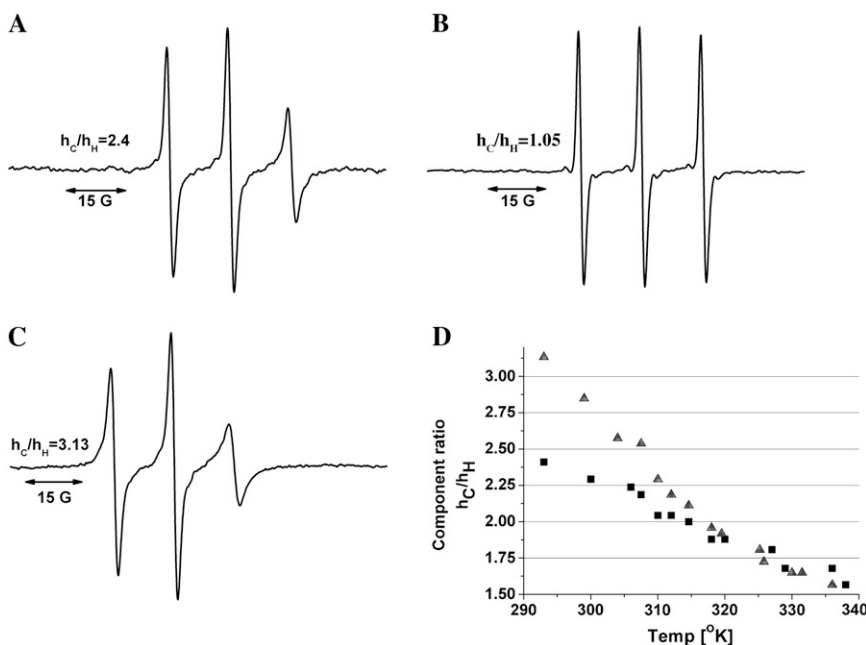 A
h_C/h_H=2.4
15 G
B
h_C/h_H=1.05
15 G
C
h_C/h_H=3.13
15 G
D
Component ratio
h_C/h_H
3.00
2.75
2.50
2.25
2.00
1.75
1.50
290 300 310 320 330 340
Temp [°K]